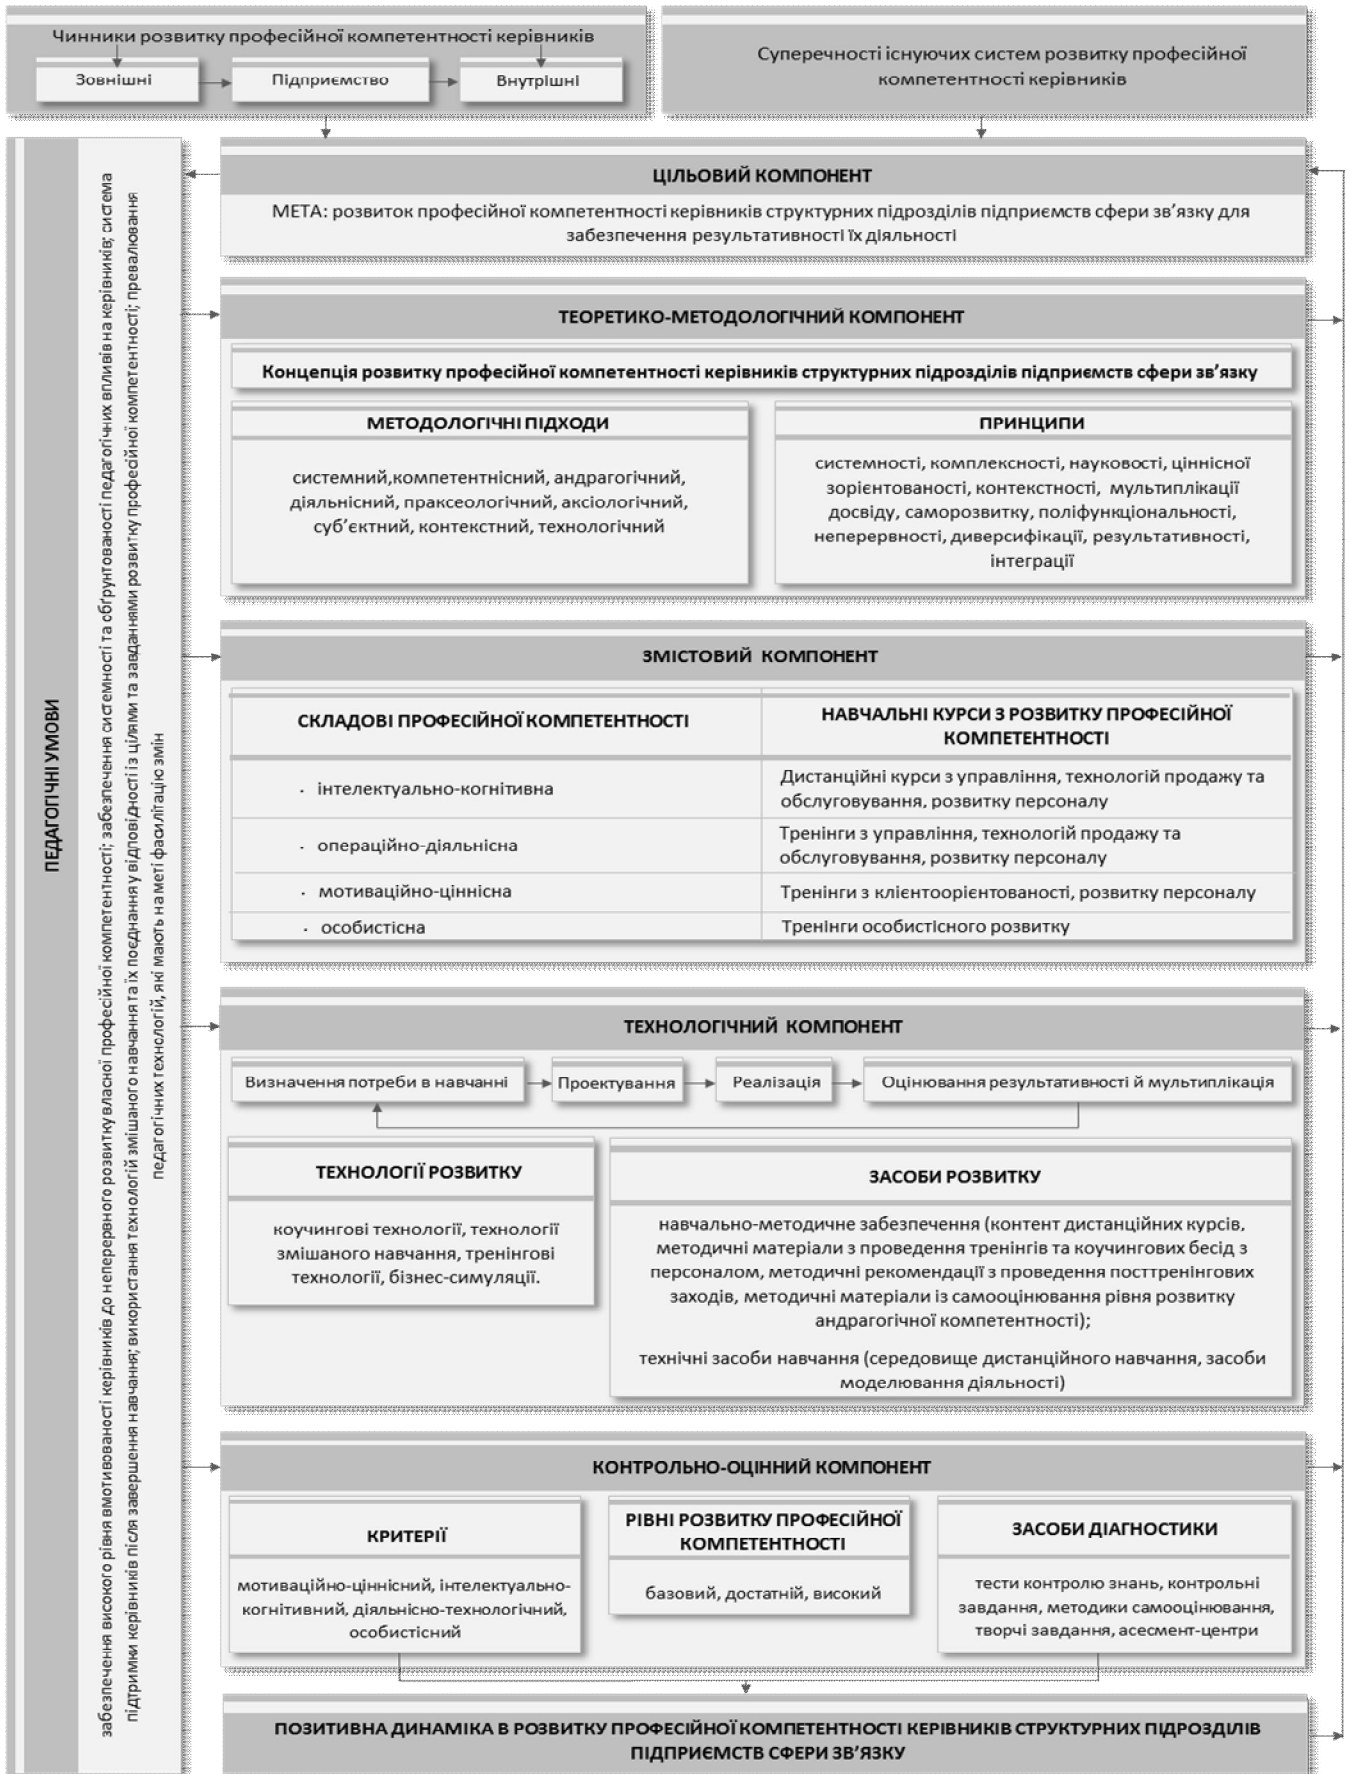 Чинники розвитку професійної компетентності керівників
Зовнішні
Підприємство
Внутрішні
Суперечності існуючих систем розвитку професійної
компетентності керівників
ПЕДАГОГІЧНІ УМОВИ
забезпечення високого рівня вмотивованості керівників до неперервного розвитку власної професійної компетентності; забезпечення системності та обґрунтованості педагогічних впливів на керівників; система
підтримки керівників після завершення навчання; використання технологій змішаного навчання та їх поєднання у відповідності із цілями та завданнями розвитку професійної компетентності; превалювання
педагогічних технологій, які мають на меті фасилітацію змін
ЦІЛЬОВИЙ КОМПОНЕНТ
МЕТА: розвиток професійної компетентності керівників структурних підрозділів підприємств сфери зв’язку для
забезпечення результативності їх діяльності
ТЕОРЕТИКО-МЕТОДОЛОГІЧНИЙ КОМПОНЕНТ
Концепція розвитку професійної компетентності керівників структурних підрозділів підприємств сфери зв’язку
МЕТОДОЛОГІЧНІ ПІДХОДИ
системний,компетентнісний, андрагогічний,
діяльнісний, праксеологічний, аксіологічний,
суб’єктний, контекстний, технологічний
ПРИНЦИПИ
системності, комплексності, науковості, ціннісної
зорієнтованості, контекстності, мультиплікації
досвіду, саморозвитку, поліфункціональності,
неперервності, диверсифікації, результативності,
інтеграції
ЗМІСТОВИЙ КОМПОНЕНТ
СКЛАДОВІ ПРОФЕСІЙНОЇ КОМПЕТЕНТНОСТІ
НАВЧАЛЬНІ КУРСИ З РОЗВИТКУ ПРОФЕСІЙНОЇ
КОМПЕТЕНТНОСТІ
· інтелектуально-когнітивна
Дистанційні курси з управління, технологій продажу та
обслуговування, розвитку персоналу
· операційно-діяльнісна
Тренінги з управління, технологій продажу та
обслуговування, розвитку персоналу
· мотиваційно-ціннісна
Тренінги з клієнтоорієнтованості, розвитку персоналу
· особистісна
Тренінги особистісного розвитку
ТЕХНОЛОГІЧНИЙ КОМПОНЕНТ
Визначення потреби в навчанні
Проектування
Реалізація
Оцінювання результативності й мультиплікація
ТЕХНОЛОГІЇ РОЗВИТКУ
коучингові технології, технології
змішаного навчання, тренінгові
технології, бізнес-симуляції.
ЗАСОБИ РОЗВИТКУ
навчально-методичне забезпечення (контент дистанційних курсів,
методичні матеріали з проведення тренінгів та коучингових бесід з
персоналом, методичні рекомендації з проведення посттренінгових
заходів, методичні матеріали із самооцінювання рівня розвитку
андрагогічної компетентності);
технічні засоби навчання (середовище дистанційного навчання, засоби
моделювання діяльності)
КОНТРОЛЬНО-ОЦІННИЙ КОМПОНЕНТ
КРИТЕРІЇ
мотиваційно-ціннісний, інтелектуально-
когнітивний, діяльнісно-технологічний,
особистісний
РІВНІ РОЗВИТКУ ПРОФЕСІЙНОЇ
КОМПЕТЕНТНОСТІ
базовий, достатній, високий
ЗАСОБИ ДІАГНОСТИКИ
тести контролю знань, контрольні
завдання, методики самооцінювання,
творчі завдання, асесмент-центри
ПОЗИТИВНА ДИНАМІКА В РОЗВИТКУ ПРОФЕСІЙНОЇ КОМПЕТЕНТНОСТІ КЕРІВНИКІВ СТРУКТУРНИХ ПІДРОЗДІЛІВ
ПІДПРИЄМСТВ СФЕРИ ЗВ’ЯЗКУ